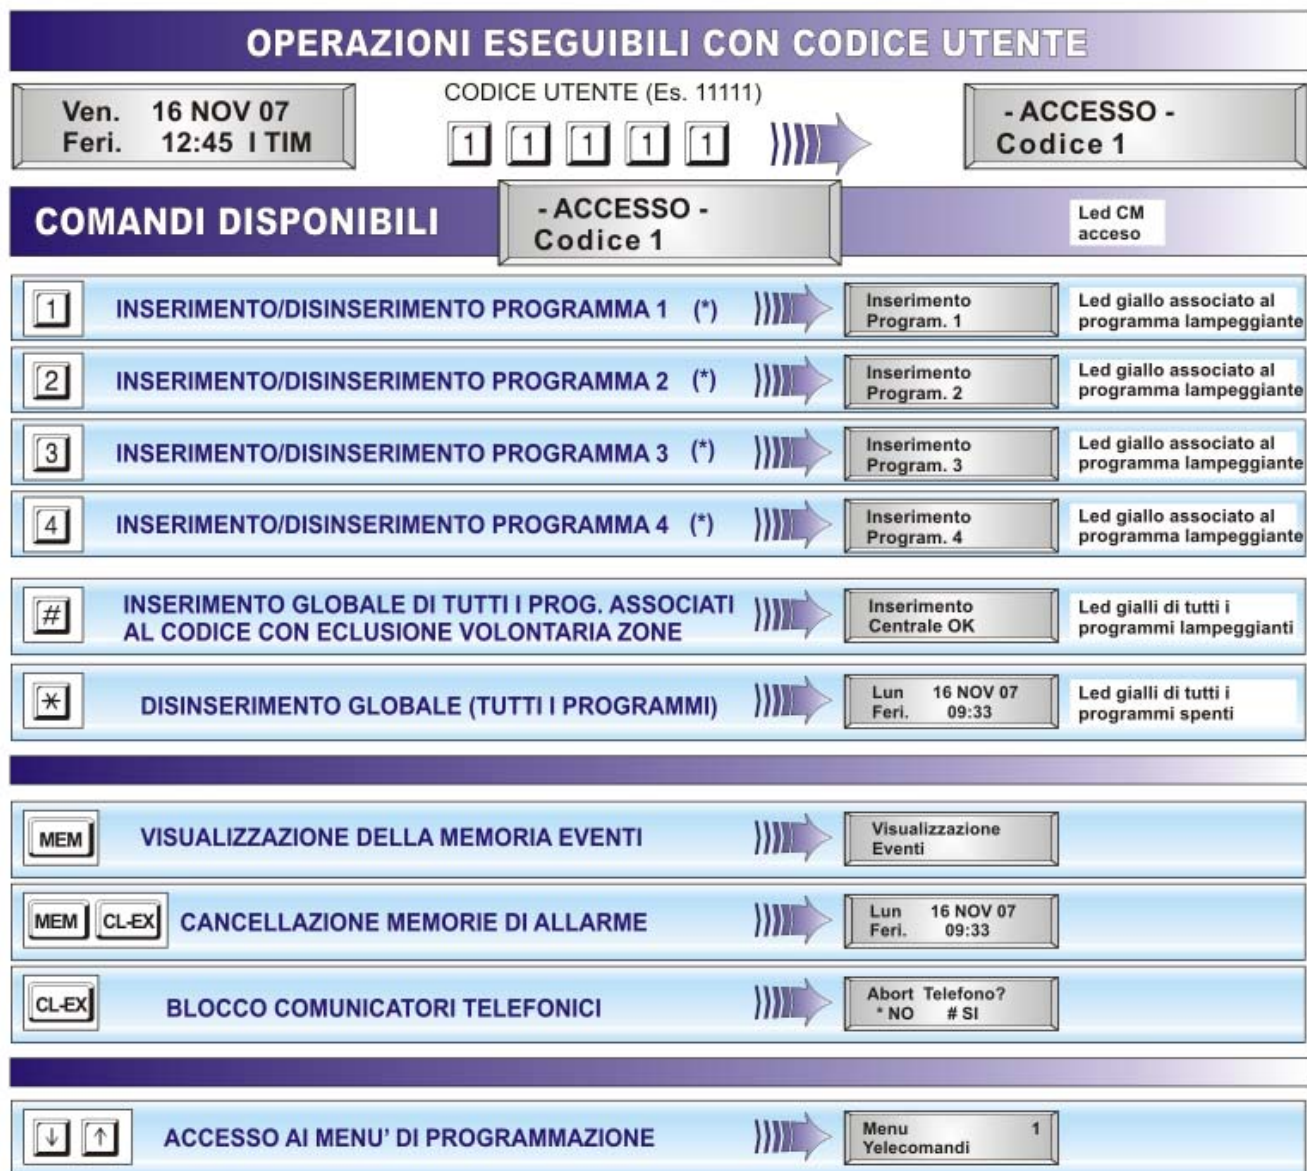 OPERAZIONI ESEGUIBILI CON CODICE UTENTE
Ven. 16 NOV 07
Feri. 12:45 I TIM
CODICE UTENTE (Es. 11111)
1 1 1 1 1
- ACCESSO -
Codice 1
COMANDI DISPONIBILI
- ACCESSO -
Codice 1
Led CM
acceso
1
INSERIMENTO/DISINSERIMENTO PROGRAMMA 1 (*)
Inserimento
Program. 1
Led giallo associato al
programma lampeggiante
2
INSERIMENTO/DISINSERIMENTO PROGRAMMA 2 (*)
Inserimento
Program. 2
Led giallo associato al
programma lampeggiante
3
INSERIMENTO/DISINSERIMENTO PROGRAMMA 3 (*)
Inserimento
Program. 3
Led giallo associato al
programma lampeggiante
4
INSERIMENTO/DISINSERIMENTO PROGRAMMA 4 (*)
Inserimento
Program. 4
Led giallo associato al
programma lampeggiante
#
INSERIMENTO GLOBALE DI TUTTI I PROG. ASSOCIATI
AL CODICE CON ECLUSIONE VOLONTARIA ZONE
Inserimento
Centrale OK
Led gialli di tutti i
programmi lampeggianti
*
DISINSERIMENTO GLOBALE (TUTTI I PROGRAMMI)
Lun 16 NOV 07
Feri. 09:33
Led gialli di tutti i
programmi spenti
MEM
VISUALIZZAZIONE DELLA MEMORIA EVENTI
Visualizzazione
Eventi
MEM CL-EX
CANCELLAZIONE MEMORIE DI ALLARME
Lun 16 NOV 07
Feri. 09:33
CL-EX
BLOCCO COMUNICATORI TELEFONICI
Abort Telefono?
* NO # SI
↓ ↑
ACCESSO AI MENU' DI PROGRAMMAZIONE
Menu 1
Yelecomandi